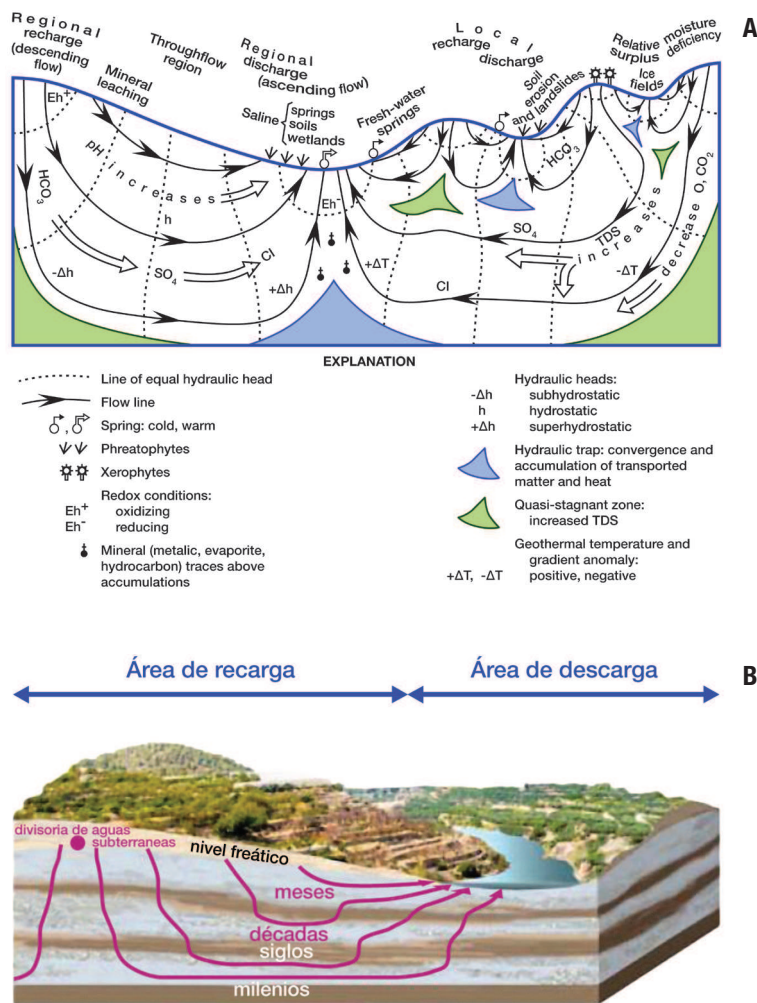 A
Regional
recharge
(descending
flow)
Mineral
leaching
Throughflow
region
Regional
discharge
(ascending flow)
Saline
springs
soils
wetlands
Fresh-water
springs
Local
recharge
discharge
Soil
erosion
and landslides
Relative
surplus
moisture
deficiency
Ice
fields
Eh+
pH increases
HCO3
h
-Δh
SO4
Cl
+Δh
Eh-
+ΔT
HCO3
SO4
Cl
TDS
increases
-ΔT
decrease O, CO2
EXPLANATION
Line of equal hydraulic head
Flow line
, Spring: cold, warm
Phreatophytes
Xerophytes
Redox conditions:
Eh+ oxidizing
Eh- reducing
Mineral (metalic, evaporite,
hydrocarbon) traces above
accumulations
Hydraulic heads:
-Δh subhydrostatic
h hydrostatic
+Δh superhydrostatic
Hydraulic trap: convergence and
accumulation of transported
matter and heat
Quasi-stagnant zone:
increased TDS
Geothermal temperature and
gradient anomaly:
+ΔT, -ΔT positive, negative
B
Área de recarga
Área de descarga
divisoria de aguas
subterraneas
nivel freático
meses
décadas
siglos
milenios